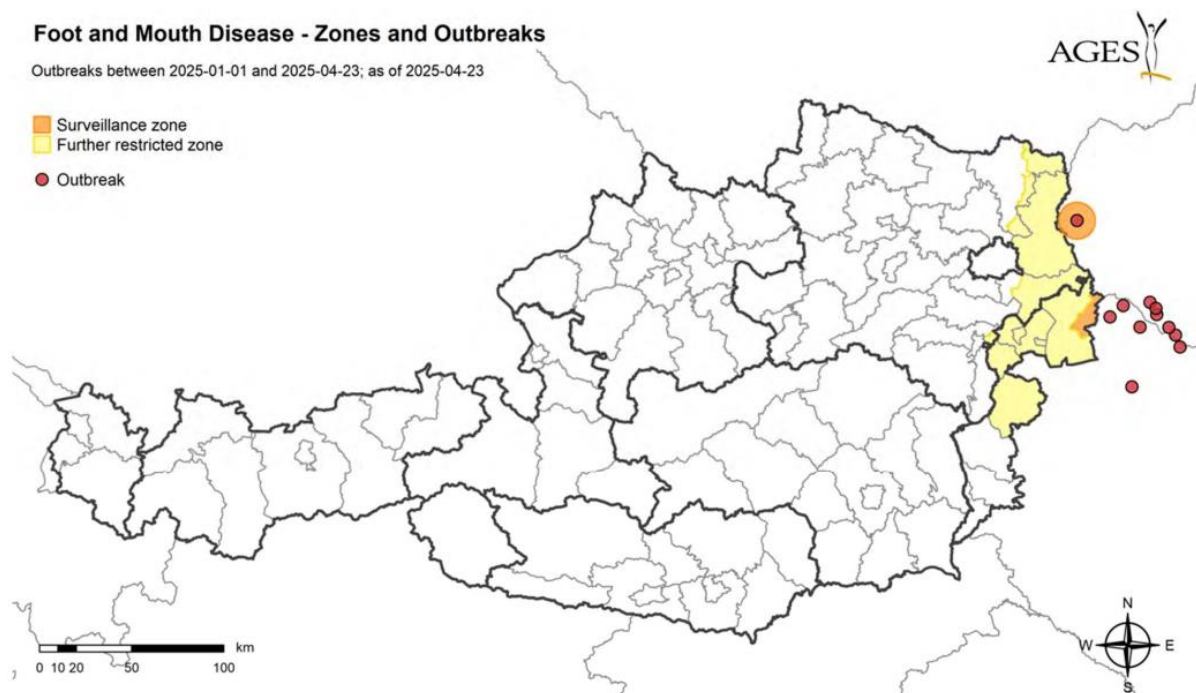 Foot and Mouth Disease - Zones and Outbreaks
AGES
Outbreaks between 2025-01-01 and 2025-04-23; as of 2025-04-23
Surveillance zone
Further restricted zone
Outbreak
N
W E
S
km
0 10 20 50 100